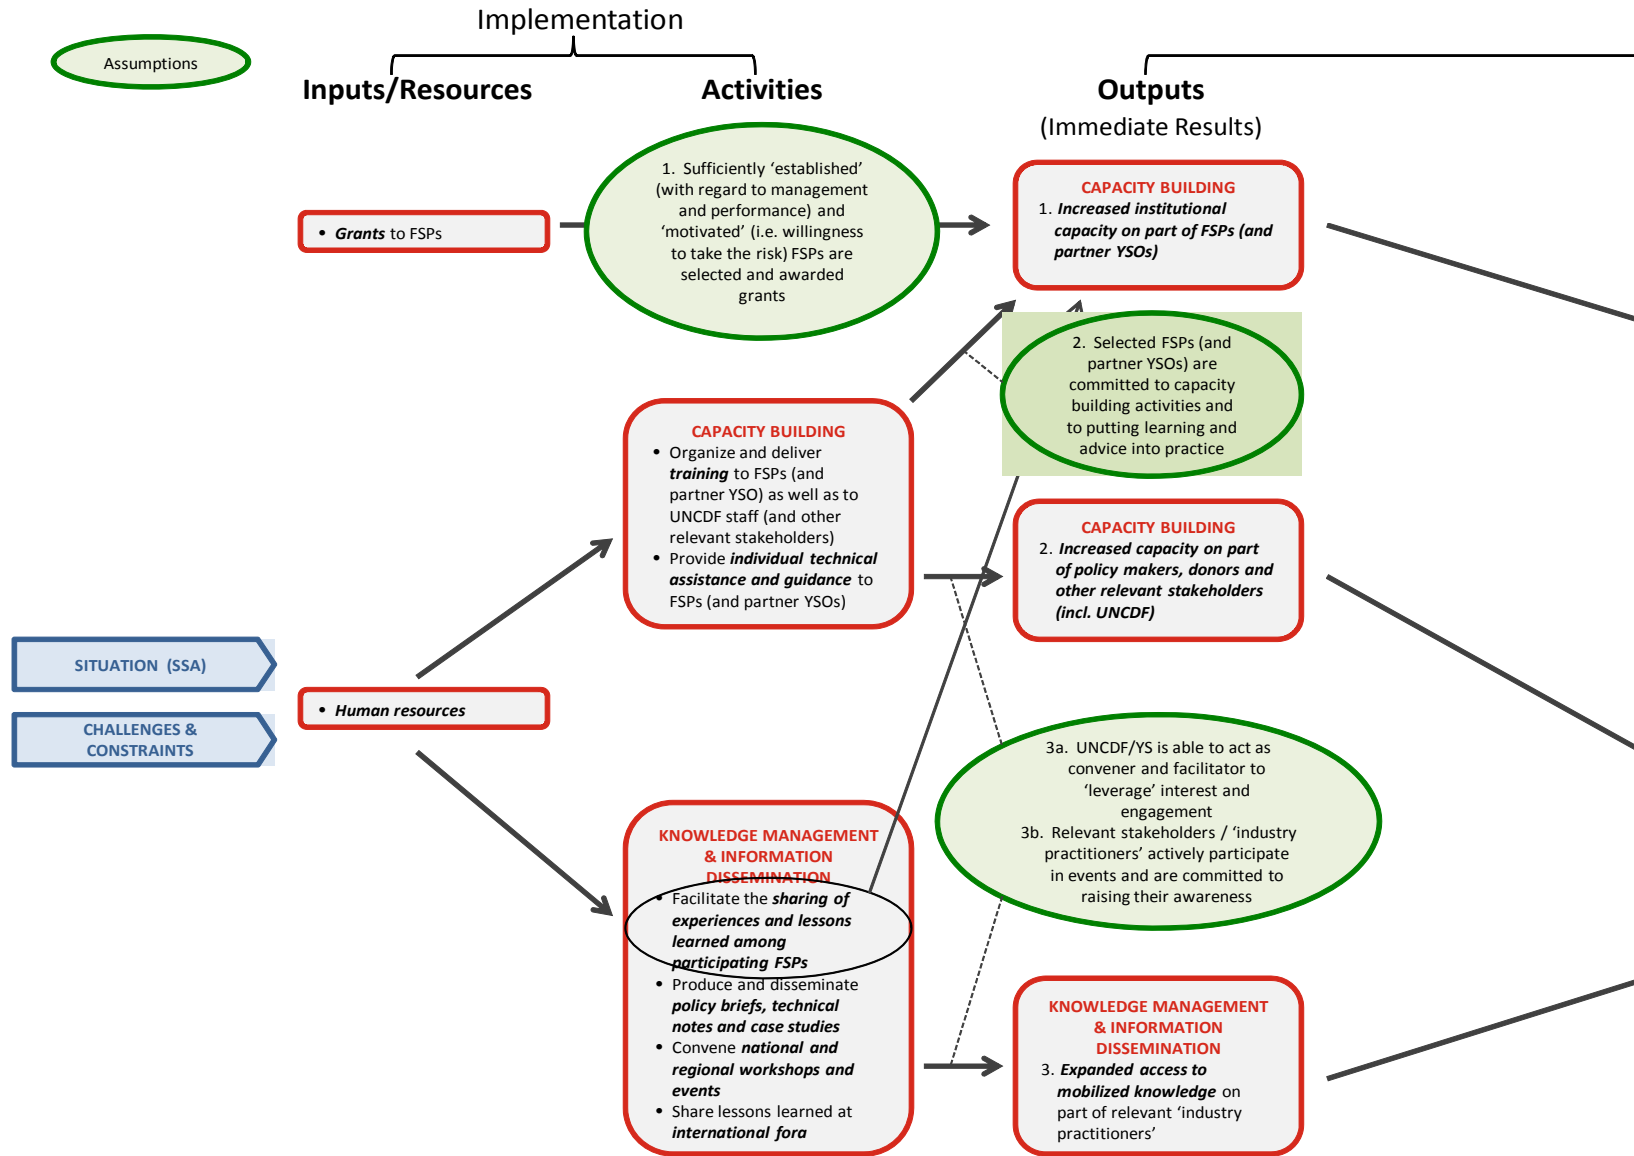 Implementation
Assumptions
Inputs/Resources
Activities
Outputs
(Immediate Results)
• Grants to FSPs
1. Sufficiently ‘established’
(with regard to management
and performance) and
‘motivated’ (i.e. willingness
to take the risk) FSPs are
selected and awarded
grants
CAPACITY BUILDING
1. Increased institutional
capacity on part of FSPs (and
partner YSOs)
2. Selected FSPs (and
partner YSOs) are
committed to capacity
building activities and
to putting learning and
advice into practice
CAPACITY BUILDING
• Organize and deliver
training to FSPs (and
partner YSO) as well as to
UNCDF staff (and other
relevant stakeholders)
• Provide individual technical
assistance and guidance to
FSPs (and partner YSOs)
CAPACITY BUILDING
2. Increased capacity on part
of policy makers, donors and
other relevant stakeholders
(incl. UNCDF)
SITUATION (SSA)
CHALLENGES &
CONSTRAINTS
• Human resources
3a. UNCDF/YS is able to act as
convener and facilitator to
‘leverage’ interest and
engagement
3b. Relevant stakeholders / ‘industry
practitioners’ actively participate
in events and are committed to
raising their awareness
KNOWLEDGE MANAGEMENT
& INFORMATION
DISSEMINATION
• Facilitate the sharing of
experiences and lessons
learned among
participating FSPs
• Produce and disseminate
policy briefs, technical
notes and case studies
• Convene national and
regional workshops and
events
• Share lessons learned at
international fora
KNOWLEDGE MANAGEMENT
& INFORMATION
DISSEMINATION
3. Expanded access to
mobilized knowledge on
part of relevant ‘industry
practitioners’